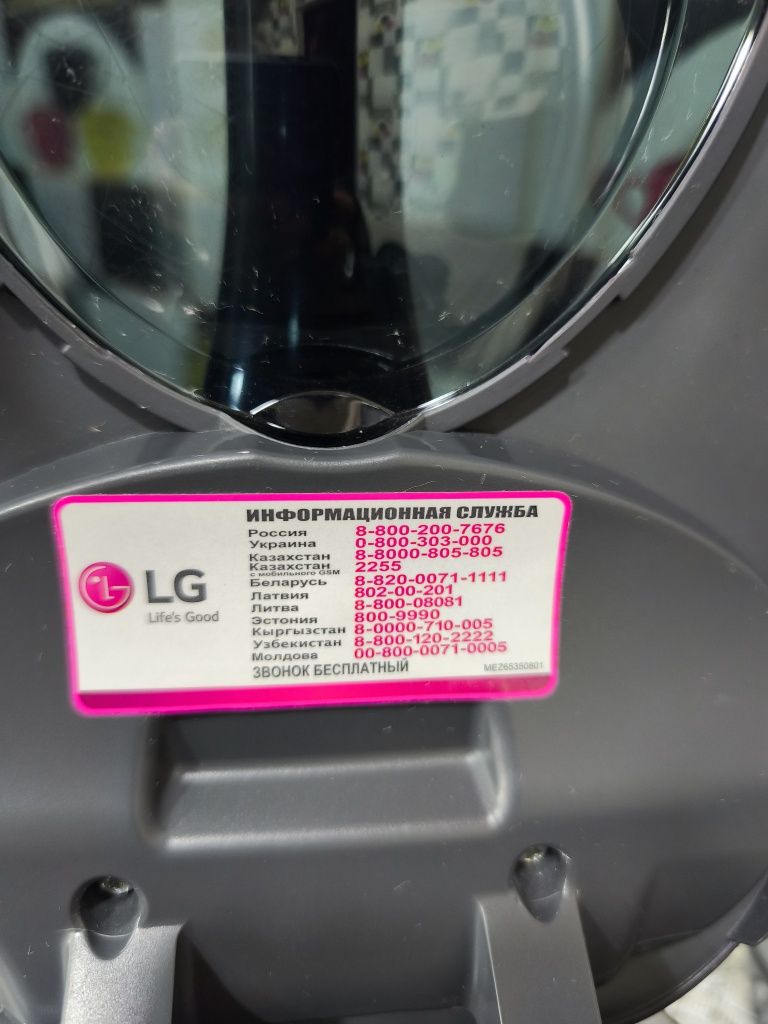 ИНФОРМАЦИОННАЯ СЛУЖБА
Россия 8-800-200-7676
Украина 0-800-303-000
Казахстан 8-8000-805-805
Казахстан 2255
с мобильного GSM
Беларусь 8-820-0071-1111
Латвия 802-00-201
Литва 8-800-08081
Эстония 800-9990
Кыргызстан 8-0000-710-005
Узбекистан 8-800-120-2222
Молдова 00-800-0071-0005
ЗВОНОК БЕСПЛАТНЫЙ
MEZ65350801
LG
Life's Good